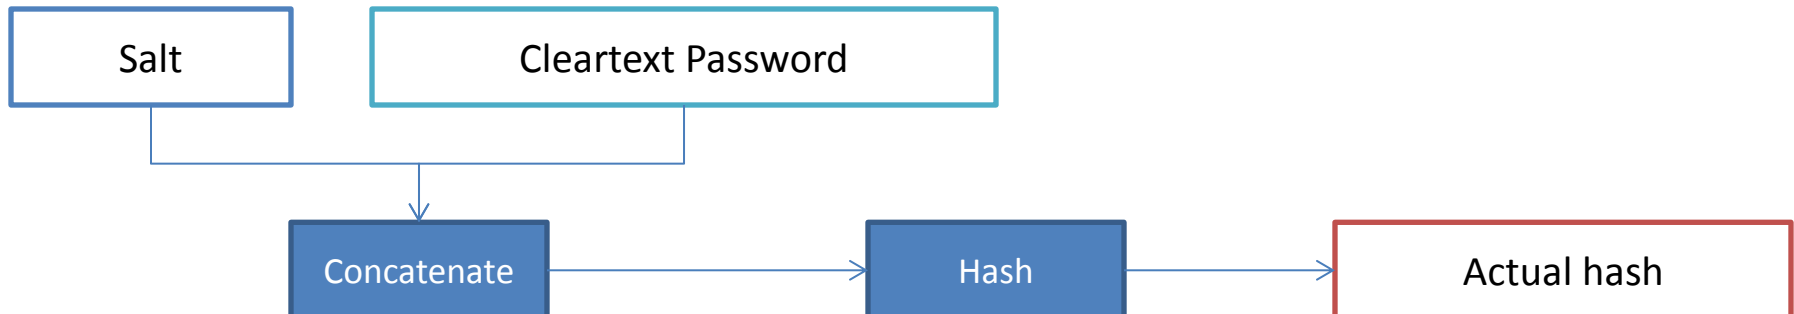 Salt
Cleartext Password
Concatenate
Hash
Actual hash